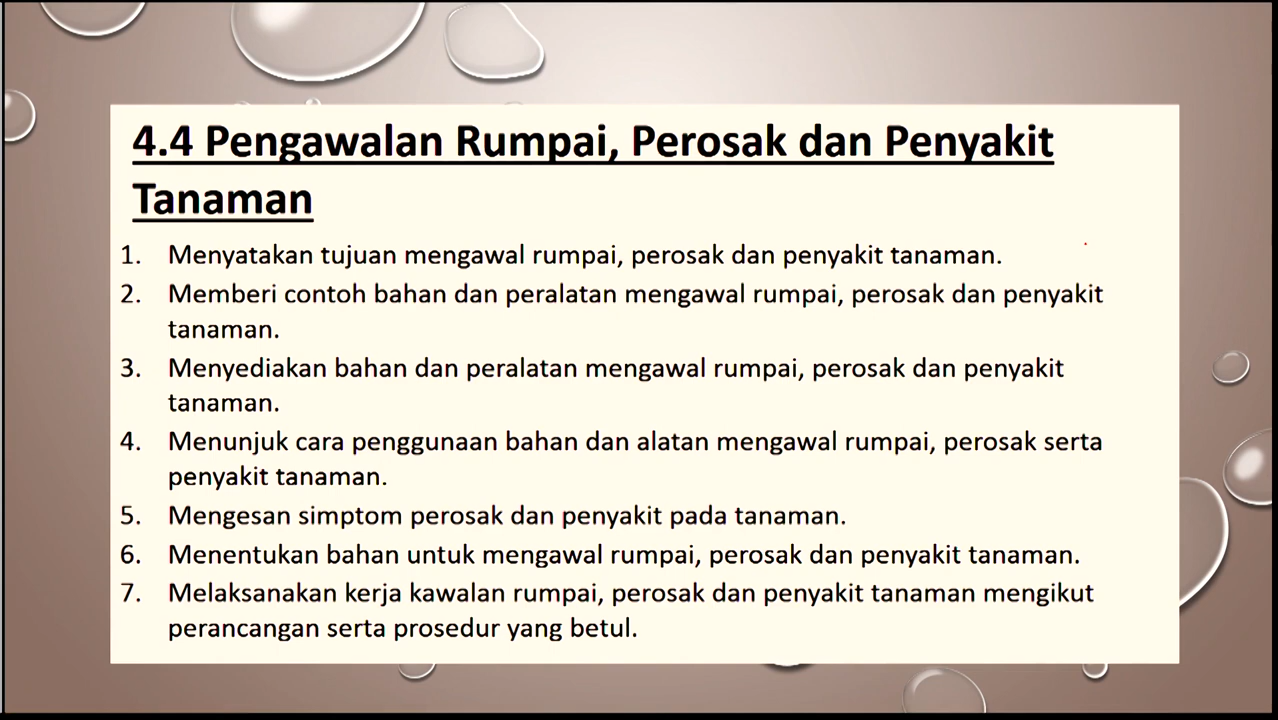 4.4 Pengawalan Rumpai, Perosak dan Penyakit
Tanaman
1. Menyatakan tujuan mengawal rumpai, perosak dan penyakit tanaman.
2. Memberi contoh bahan dan peralatan mengawal rumpai, perosak dan penyakit
tanaman.
3. Menyediakan bahan dan peralatan mengawal rumpai, perosak dan penyakit
tanaman.
4. Menunjuk cara penggunaan bahan dan alatan mengawal rumpai, perosak serta
penyakit tanaman.
5. Mengesan simptom perosak dan penyakit pada tanaman.
6. Menentukan bahan untuk mengawal rumpai, perosak dan penyakit tanaman.
7. Melaksanakan kerja kawalan rumpai, perosak dan penyakit tanaman mengikut
perancangan serta prosedur yang betul.